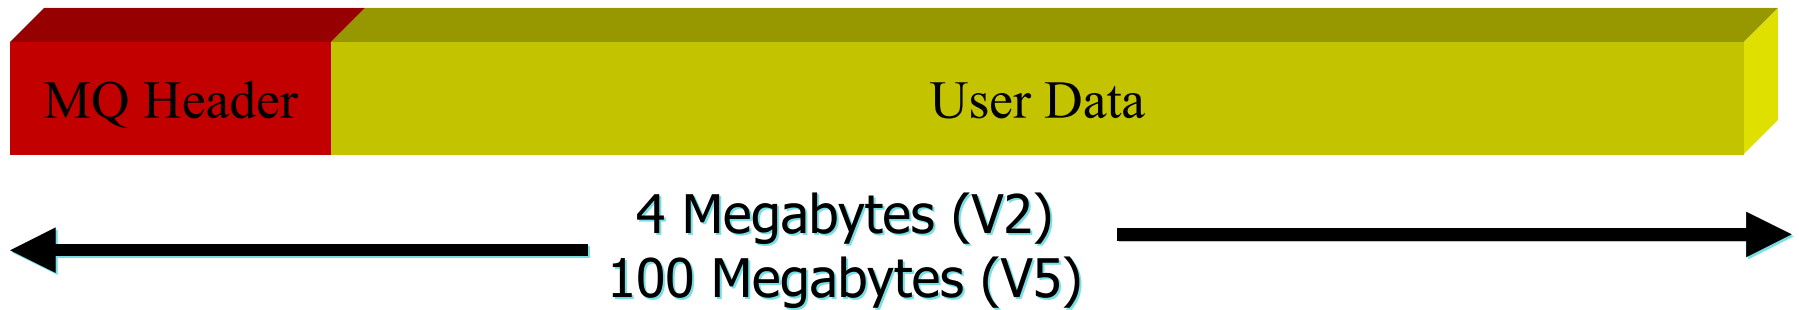 MQ Header
User Data
4 Megabytes (V2)
100 Megabytes (V5)